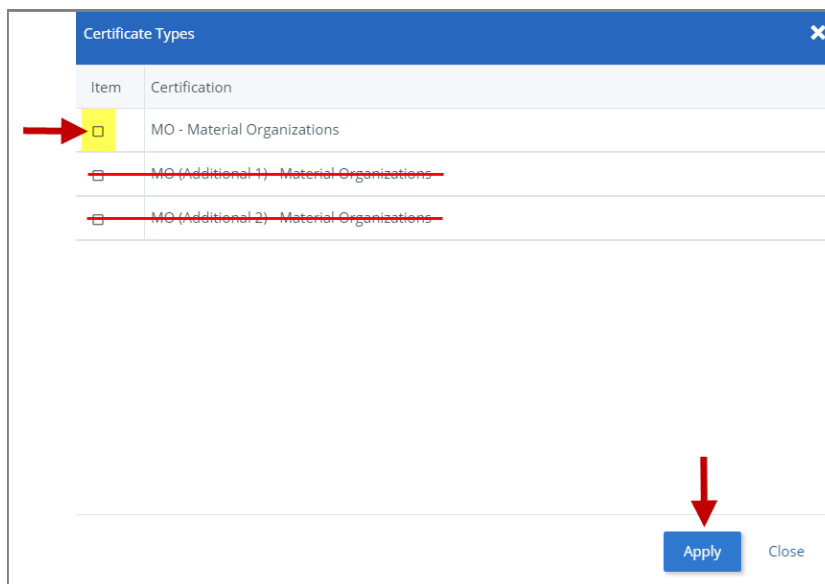 Certificate Types
Item Certification
MO - Material Organizations
MO (Additional 1) - Material Organizations
MO (Additional 2) - Material Organizations
Apply Close